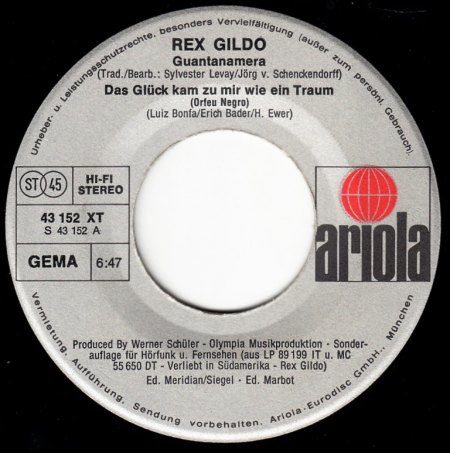 Urheber- u. Leistungsschutzrechte, besonders Vervielfältigung (außer zum persönl. Gebrauch),
REX GILDO
Guantanamera
(Trad./Bearb.: Sylvester Levay/Jörg v. Schenckendorff)
Das Glück kam zu mir wie ein Traum
(Orfeu Negro)
(Luiz Bonfa/Erich Bader/H. Ewer)
ST 45
HI-FI
STEREO
43 152 XT
S 43 152 A
GEMA 6:47
ariola
Produced By Werner Schüler - Olympia Musikproduktion - Sonder-
auflage für Hörfunk u. Fernsehen (aus LP 89 199 IT u. MC
55 650 DT - Verliebt in Südamerika - Rex Gildo)
Ed. Meridian/Siegel - Ed. Marbot
Vermietung, Aufführung, Sendung vorbehalten. Ariola-Eurodisc GmbH., München